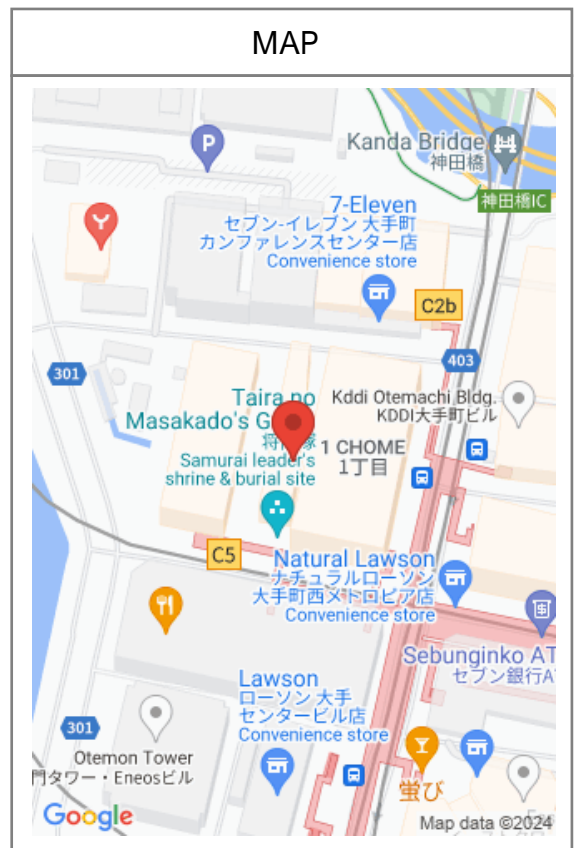 MAP
Kanda Bridge
神田橋
神田橋IC
P
7-Eleven
セブン-イレブン 大手町
カンファレンスセンター店
Convenience store
C2b
403
301
Taira no
Masakado's
Kddi Otemachi Bldg.
KDDI大手町ビル
Samurai leader's
shrine & burial site
1 CHOME
1丁目
C5
Natural Lawson
ナチュラルローソン
大手町西メトロピア店
Convenience store
Sebunginko AT
セブン銀行A
Lawson
ローソン 大手
センタービル店
Convenience store
301
Otemon Tower
門タワー・Eneosビル
蛍び
Google
Map data ©2024